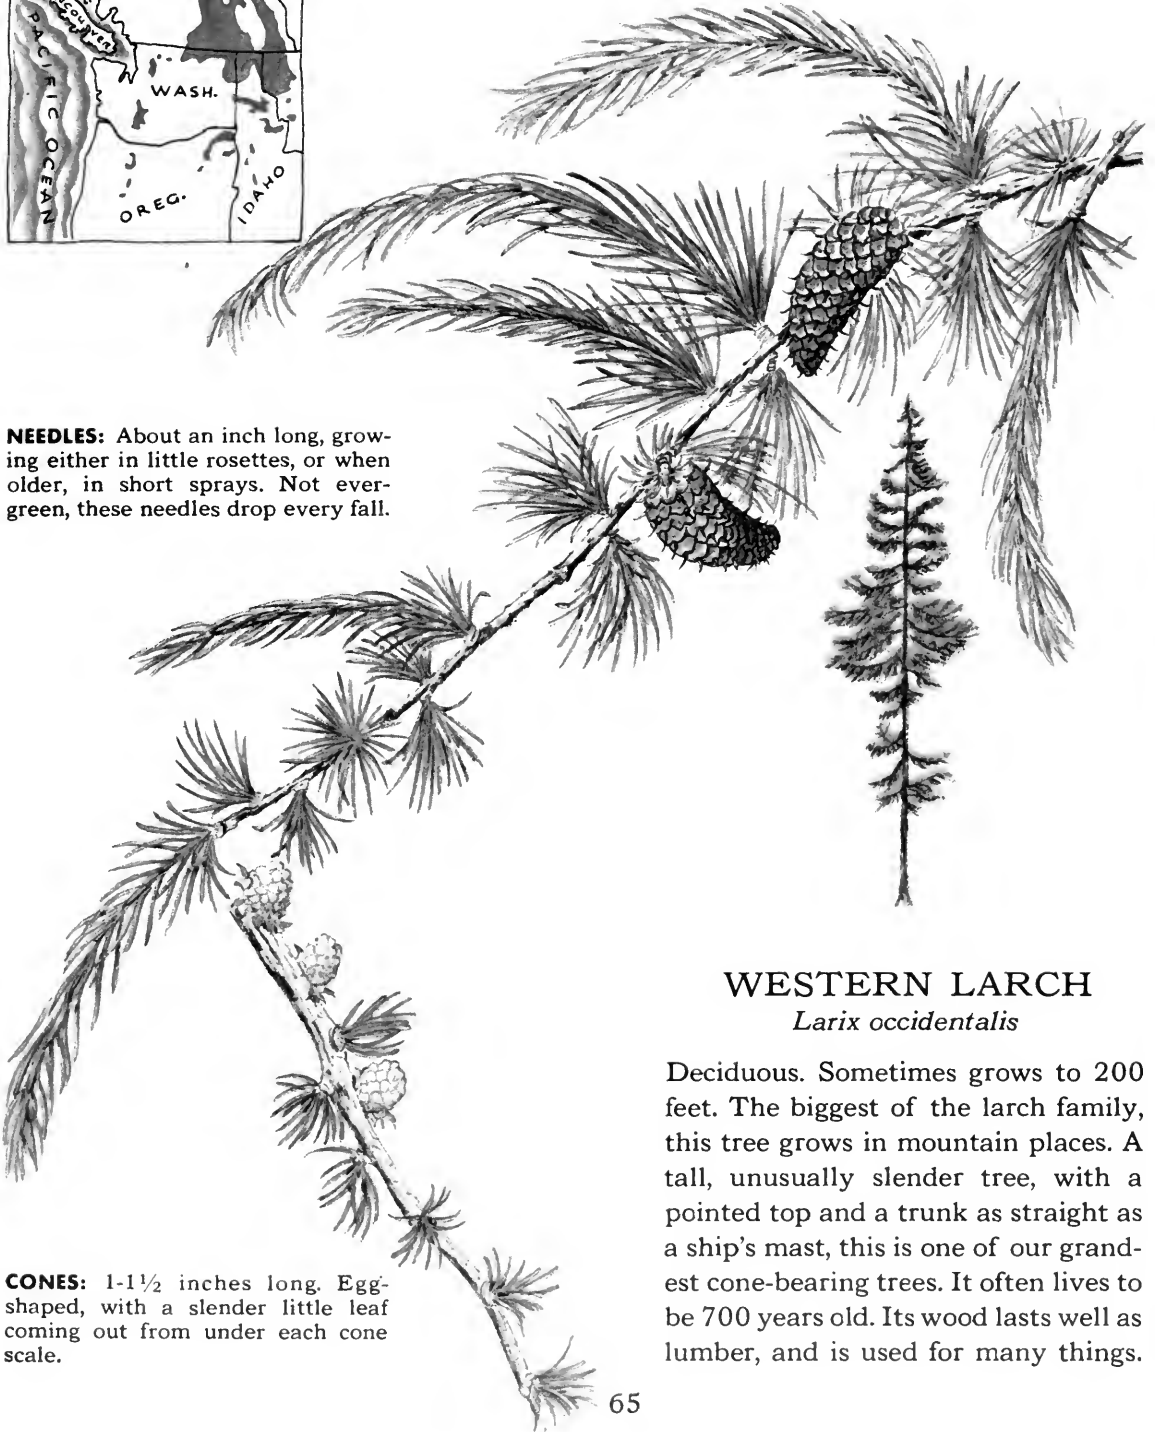 VANCOUVER
PACIFIC OCEAN
WASH.
OREG.
IDAHO
NEEDLES: About an inch long, grow-
ing either in little rosettes, or when
older, in short sprays. Not ever-
green, these needles drop every fall.
WESTERN LARCH
Larix occidentalis
Deciduous. Sometimes grows to 200
feet. The biggest of the larch family,
this tree grows in mountain places. A
tall, unusually slender tree, with a
pointed top and a trunk as straight as
a ship's mast, this is one of our grand-
est cone-bearing trees. It often lives to
be 700 years old. Its wood lasts well as
lumber, and is used for many things.
CONES: 1-1½ inches long. Egg-
shaped, with a slender little leaf
coming out from under each cone
scale.
65